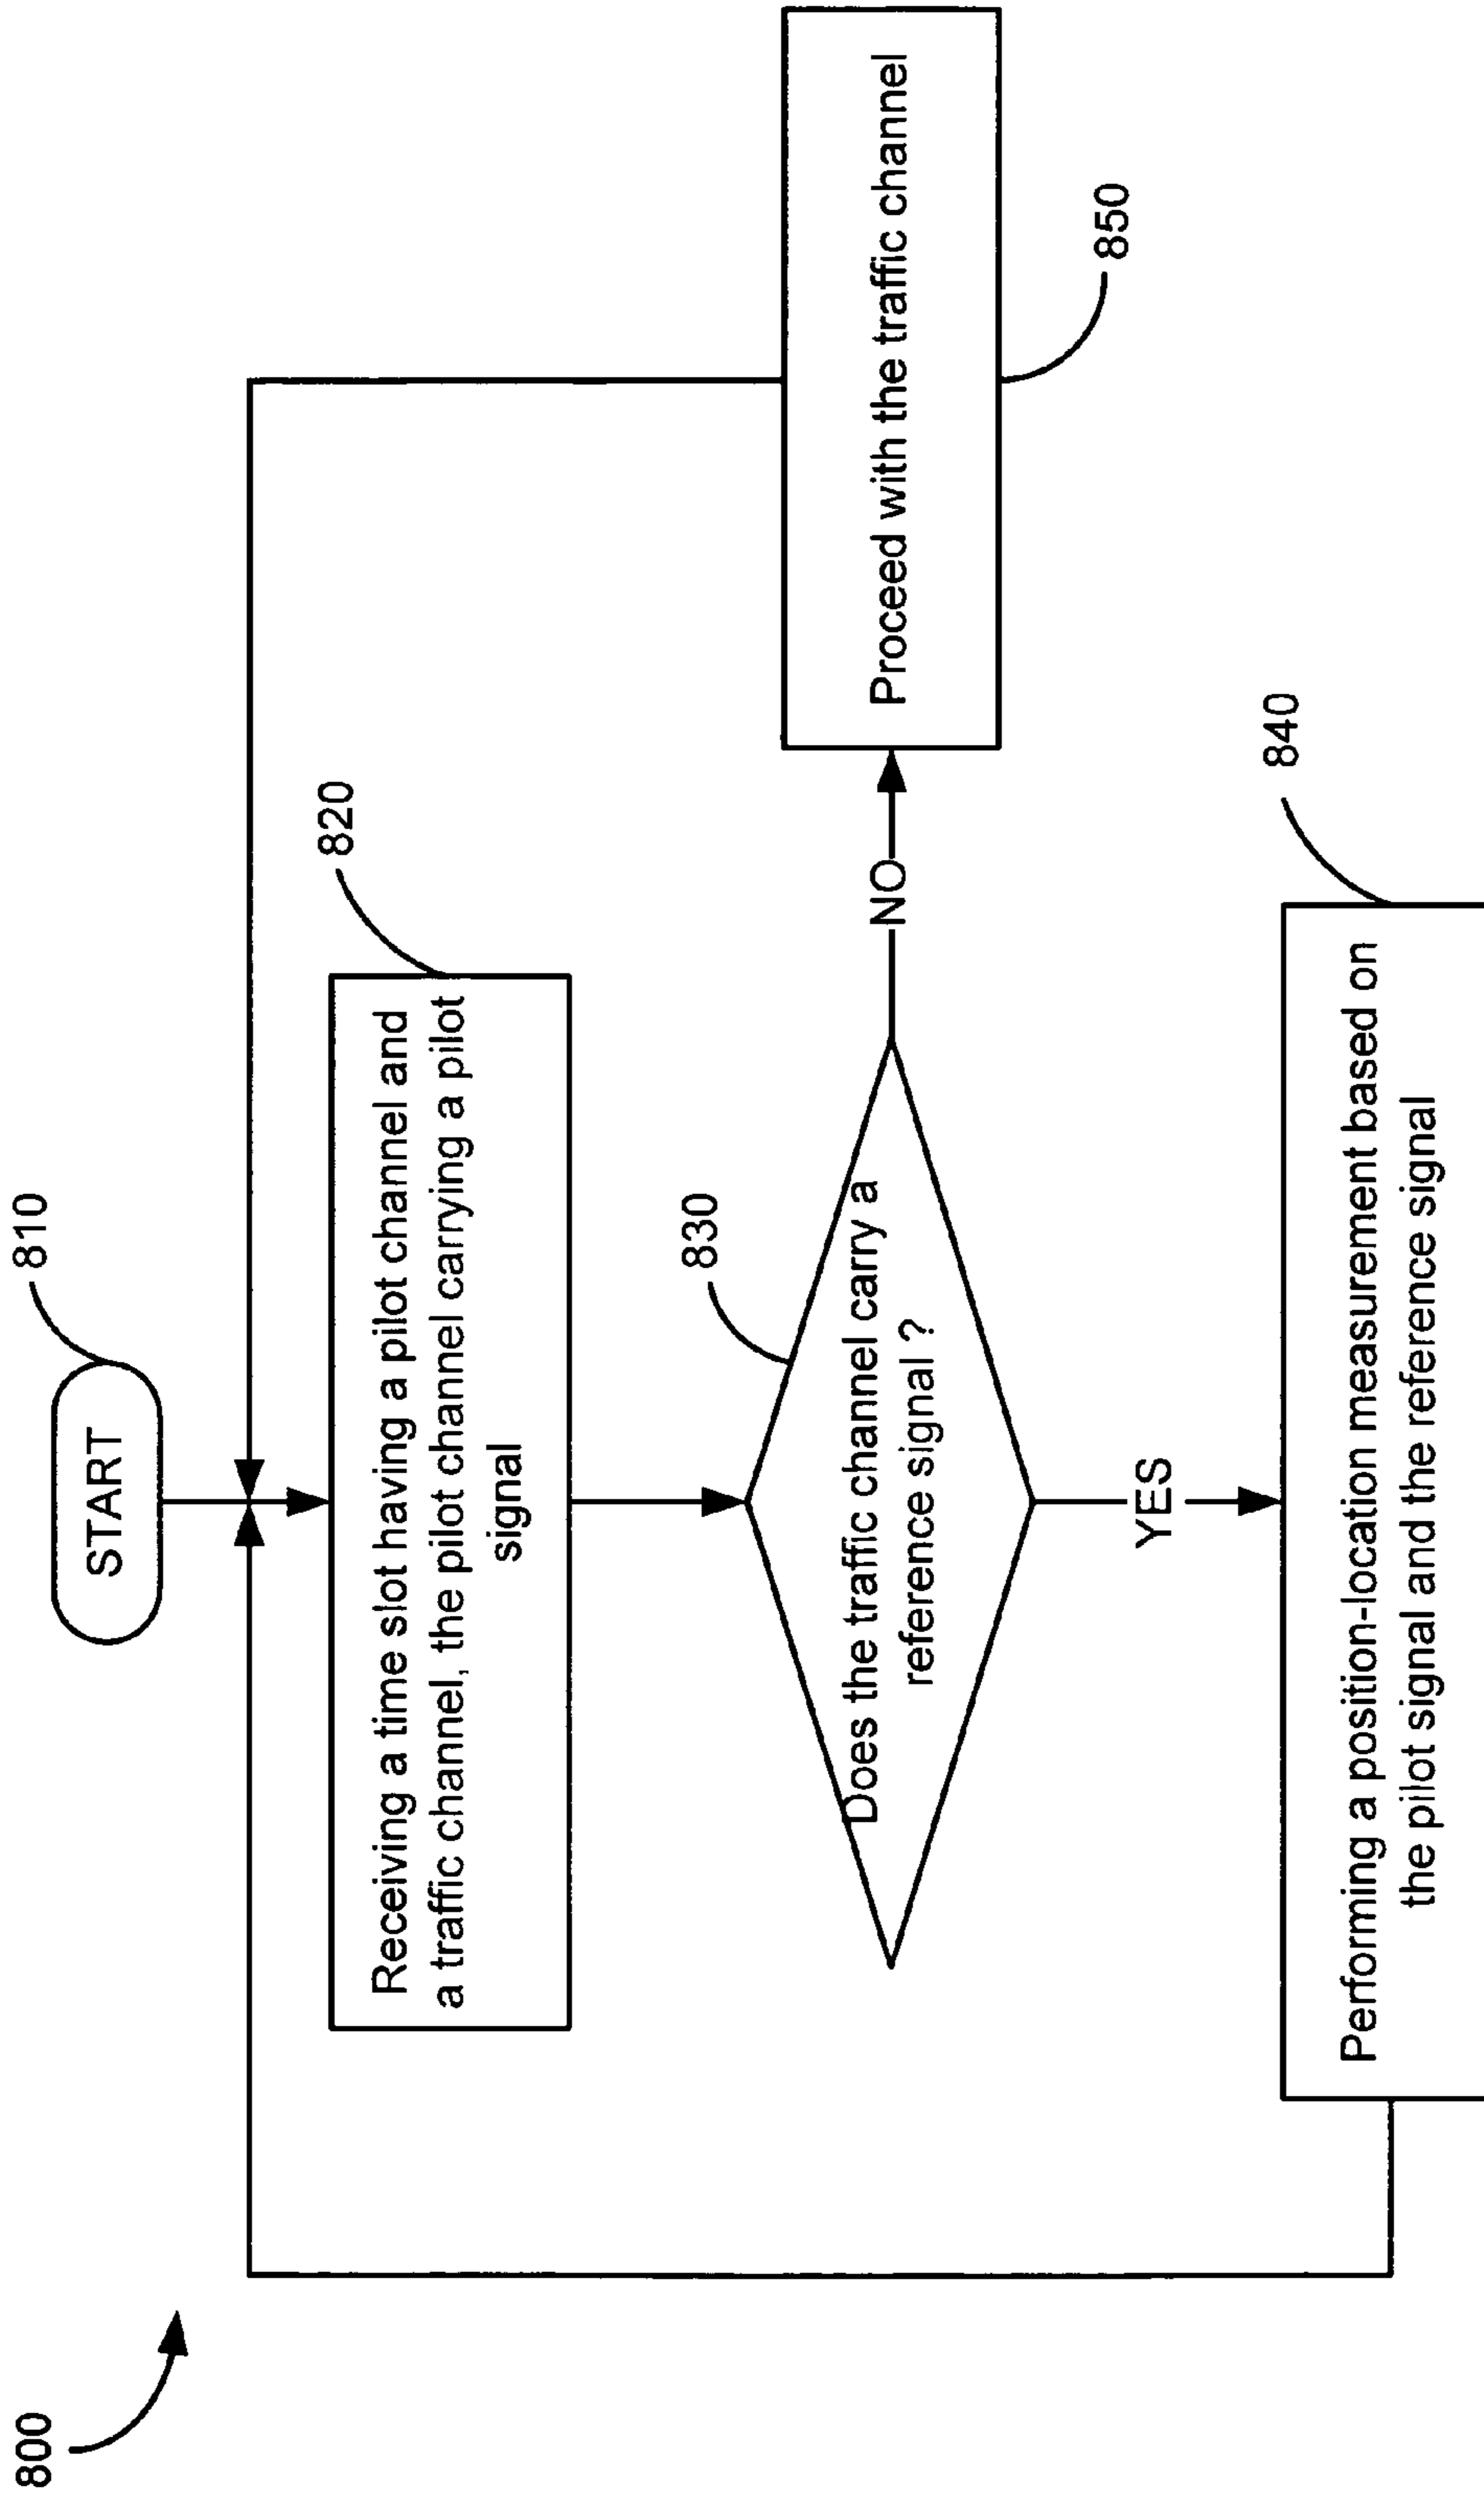 800
START
810
Receiving a time slot having a pilot channel and
a traffic channel, the pilot channel carrying a pilot
signal
820
Does the traffic channel carry a
reference signal ?
830
NO
Proceed with the traffic channel
850
YES
Performing a position-location measurement based on
the pilot signal and the reference signal
840